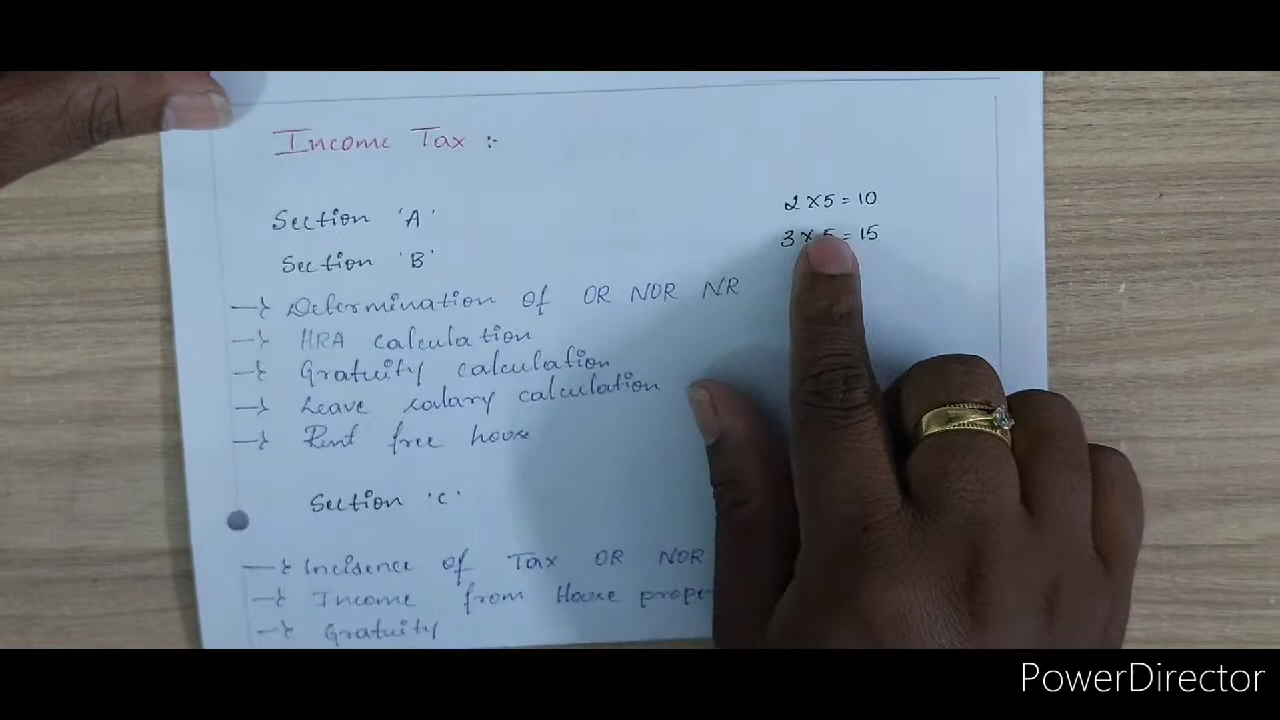 Income Tax :-
Section 'A'
2 x 5 = 10
Section 'B'
3 x 5 = 15
Determination of OR NOR NR
HRA calculation
Gratuity calculation
Leave salary calculation
Rent free house
Section 'C'
Incisence of Tax OR NOR
Income from House prope
Gratuity
PowerDirector